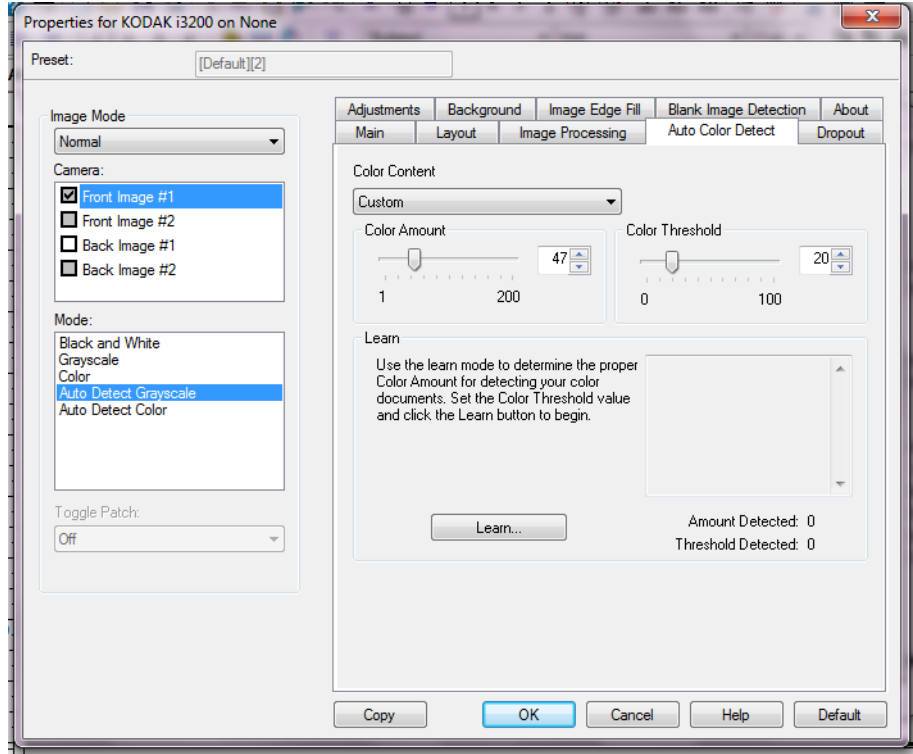 Properties for KODAK i3200 on None
Preset:
[Default][2]
Image Mode
Normal
Camera:
Front Image #1
Front Image #2
Back Image #1
Back Image #2
Mode:
Black and White
Grayscale
Color
Auto Detect Grayscale
Auto Detect Color
Toggle Patch:
Off
Adjustments
Background
Image Edge Fill
Blank Image Detection
About
Main
Layout
Image Processing
Auto Color Detect
Dropout
Color Content
Custom
Color Amount
47
1
200
Color Threshold
20
0
100
Learn
Use the learn mode to determine the proper
Color Amount for detecting your color
documents. Set the Color Threshold value
and click the Learn button to begin.
Learn...
Amount Detected: 0
Threshold Detected: 0
Copy
OK
Cancel
Help
Default